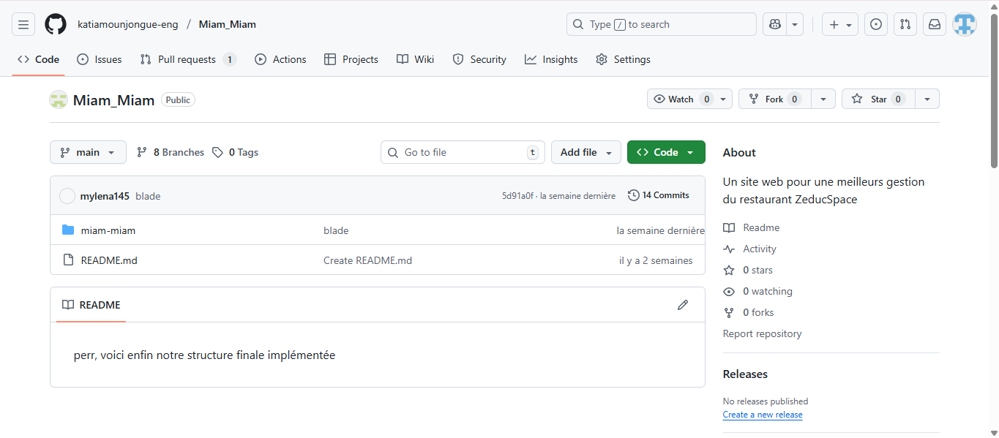 katiamounjongue-eng / Miam_Miam
Type / to search
Code
Issues
Pull requests 1
Actions
Projects
Wiki
Security
Insights
Settings
Miam_Miam Public
Watch 0
Fork 0
Star 0
main
8 Branches
0 Tags
Go to file t
Add file
Code
mylena145 blade
5d91a0f · la semaine dernière
14 Commits
miam-miam blade la semaine dernière
README.md Create README.md il y a 2 semaines
README
perr, voici enfin notre structure finale implémentée
About
Un site web pour une meilleurs gestion
du restaurant ZeducSpace
Readme
Activity
0 stars
0 watching
0 forks
Report repository
Releases
No releases published
Create a new release